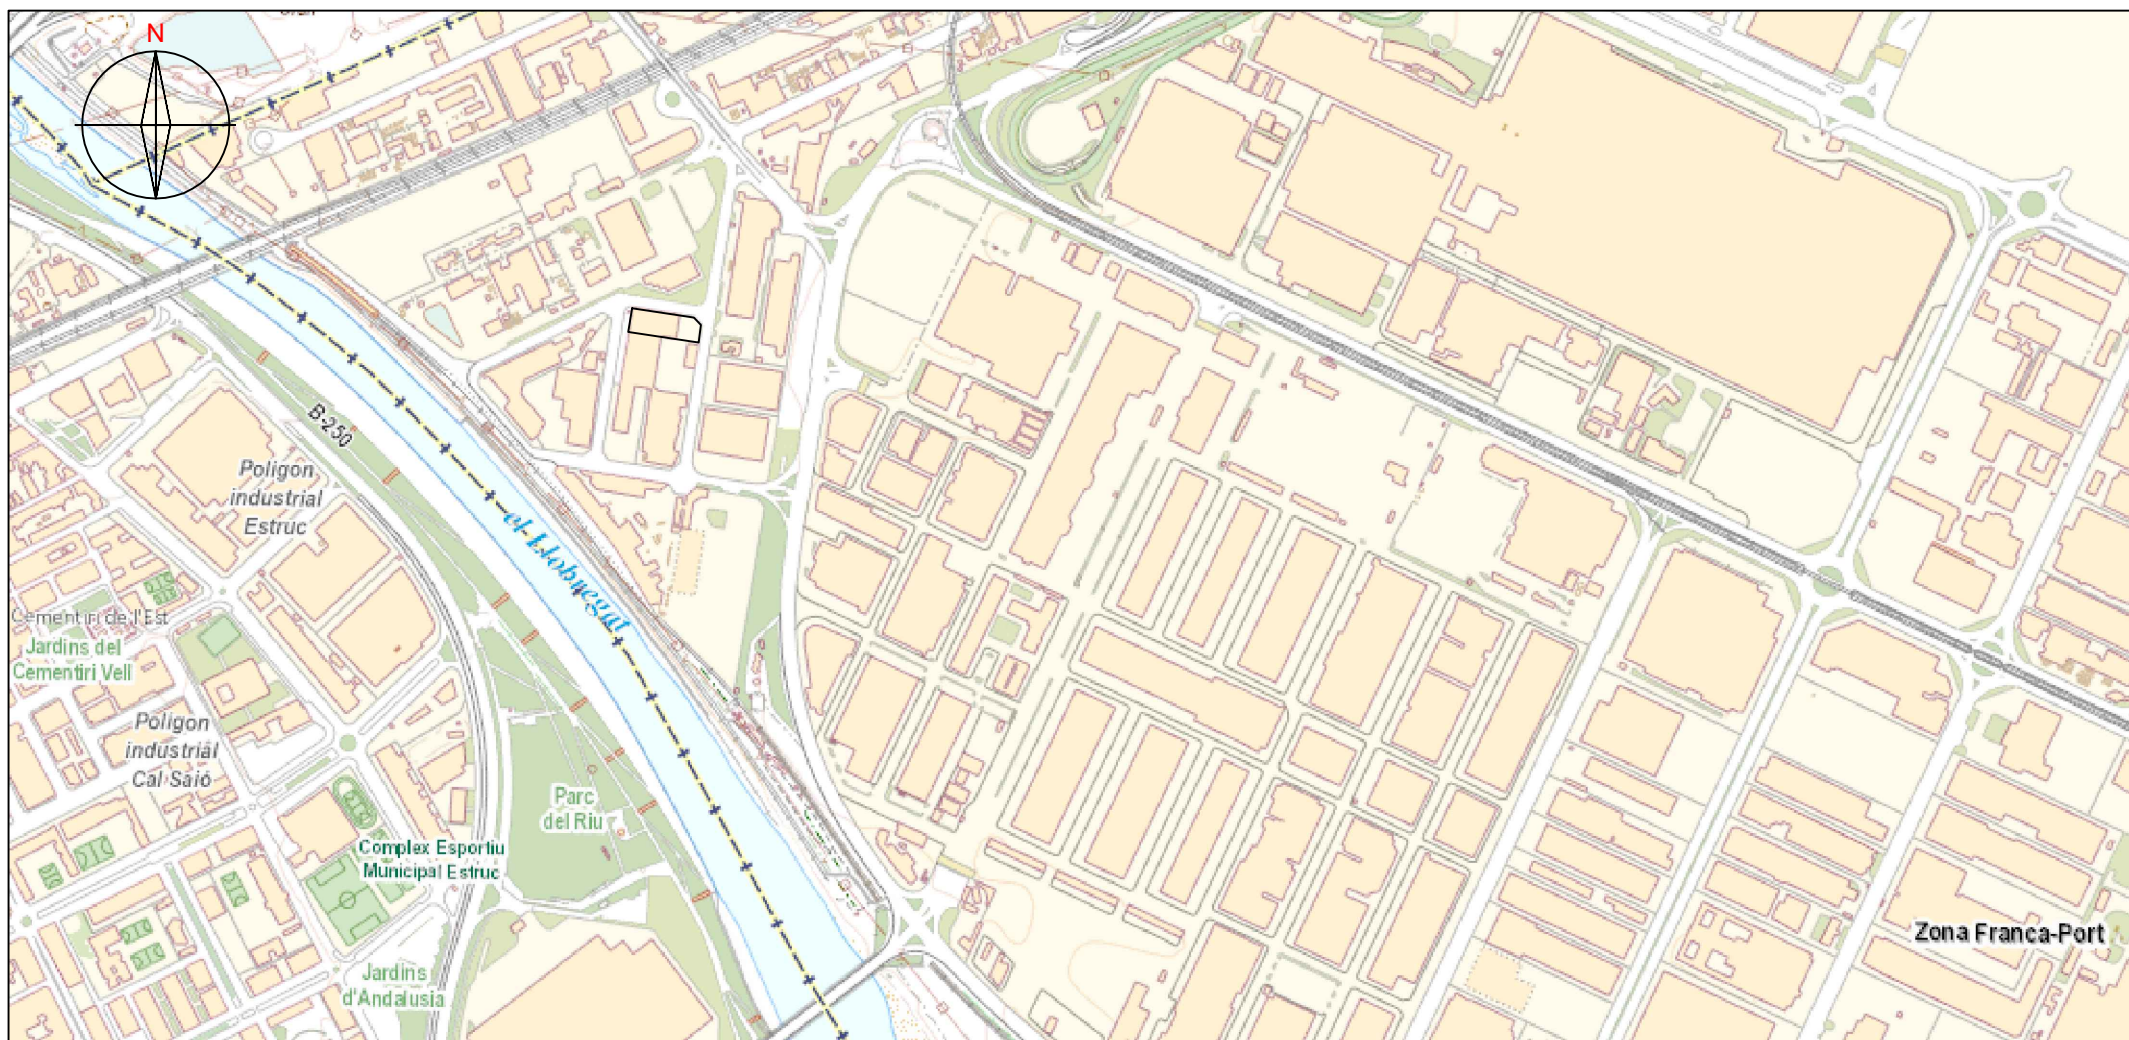 N
B-250
Polígon
industrial
Estruc
el Llobregat
Cementiri de l'Est
Jardins del
Cementiri Vell
Polígon
industrial
Cal Saió
Parc
del Riu
Complex Esportiu
Municipal Estruc
Jardins
d'Andalusia
Zona Franca-Port